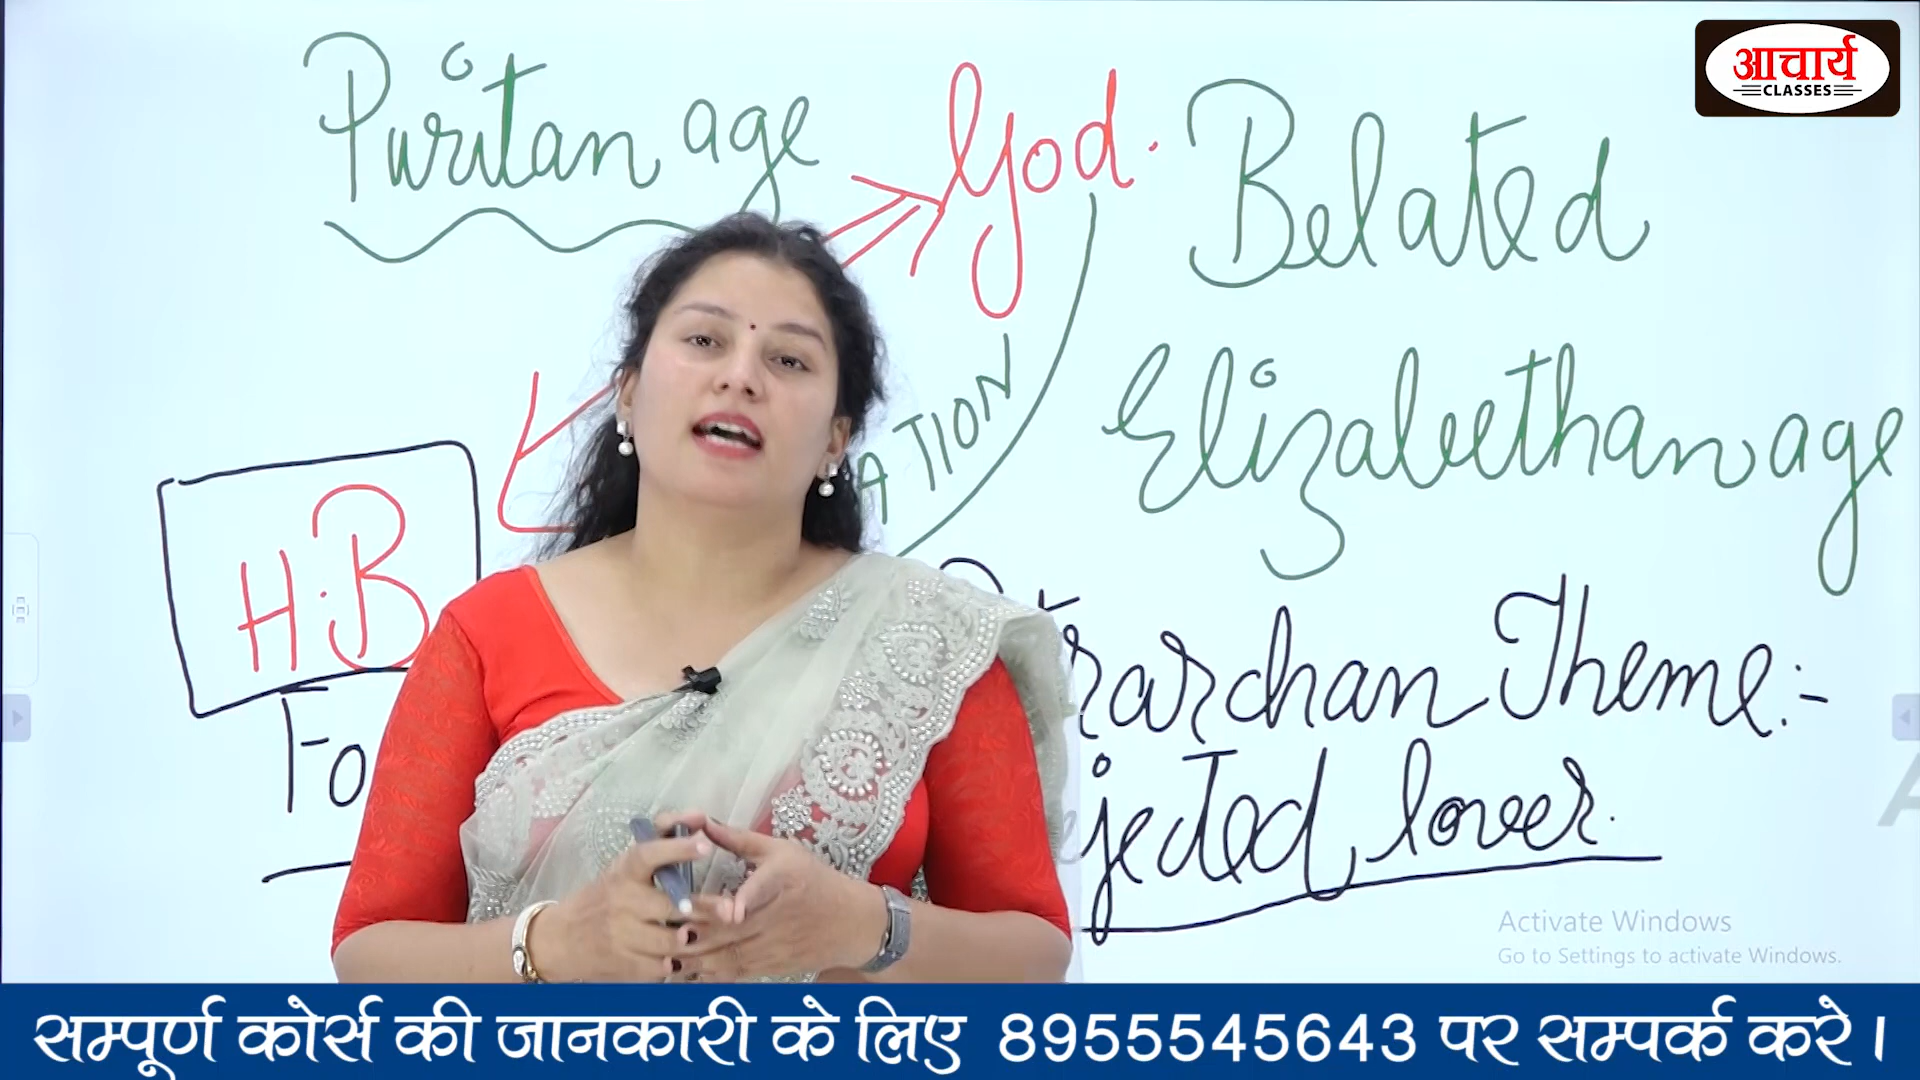 आचार्य
CLASSES
Puritan age
God.
Belated
Elizabethan age
ATION
H.B
Fo
rarchan Theme:-
jected lover.
Activate Windows
Go to Settings to activate Windows.
सम्पूर्ण कोर्स की जानकारी के लिए 8955545643 पर सम्पर्क करे ।